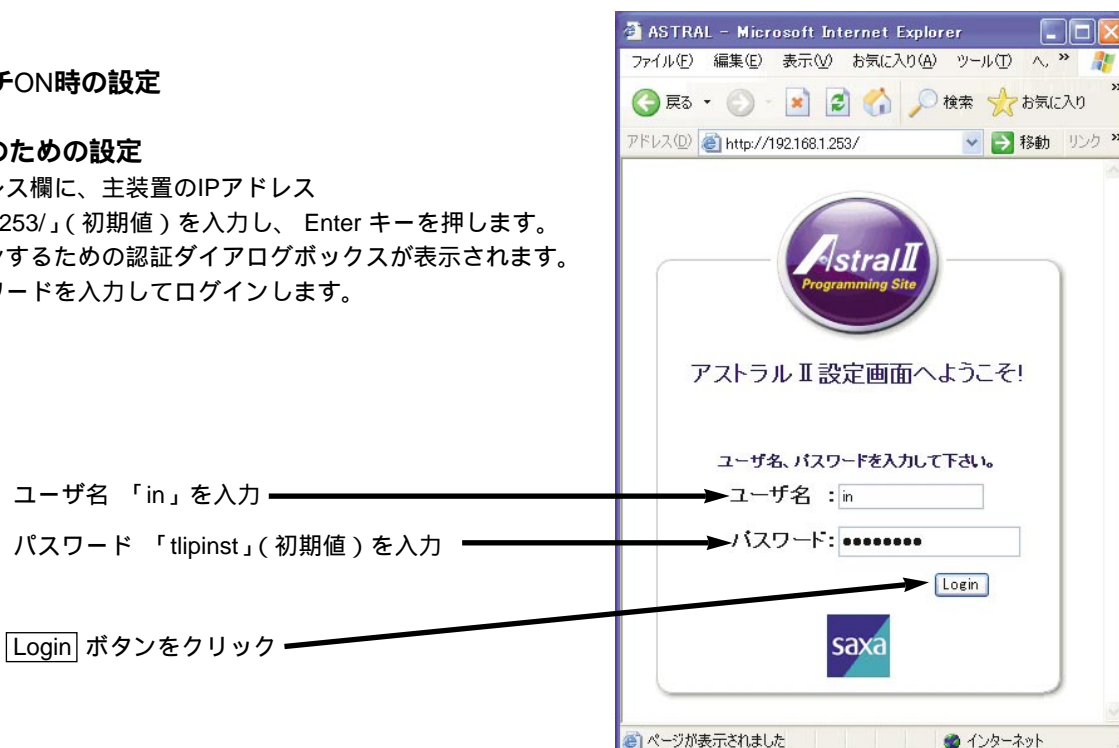 チON時の設定
のための設定
レス欄に、主装置のIPアドレス
253/」(初期値)を入力し、 Enter キーを押します。
ンするための認証ダイアログボックスが表示されます。
ワードを入力してログインします。
ユーザ名 「in」を入力
パスワード 「tlipinst」(初期値)を入力
Login ボタンをクリック
ASTRAL - Microsoft Internet Explorer
ファイル(F) 編集(E) 表示(V) お気に入り(A) ツール(T) ヘ, »
戻る 検索 お気に入り »
アドレス(D) http://192.168.1.253/ 移動 リンク »
Astral II
Programming Site
アストラルⅡ設定画面へようこそ!
ユーザ名、パスワードを入力して下さい。
ユーザ名 : in
パスワード: ●●●●●●●●
Login
saxa
ページが表示されました インターネット